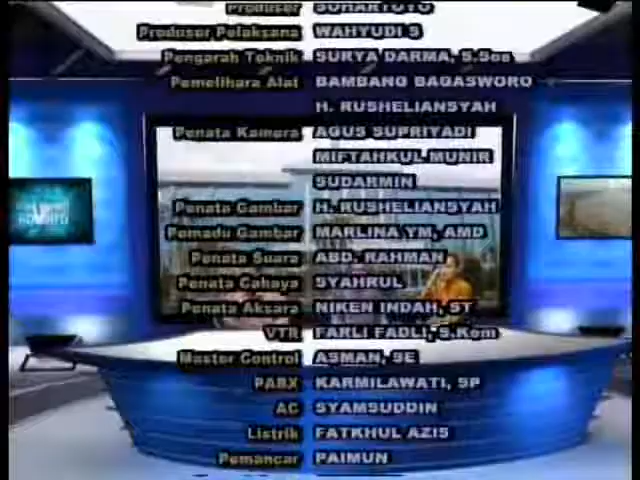 Produser SUHARTOYO
Produser Pelaksana WAHYUDI S
Pengarah Teknik SURYA DARMA, S.Sos
Pemelihara Alat BAMBANG BAGASWORO
H. RUSHELIANSYAH
Penata Kamera AGUS SUPRIYADI
MIFTAHKUL MUNIR
SUDARMIN
Penata Gambar H. RUSHELIANSYAH
Pemadu Gambar MARLINA YM, AMD
Penata Suara ABD. RAHMAN
Penata Cahaya SYAHRUL
Penata Aksara NIKEN INDAH, ST
VTR FARLI FADLI, S.Kom
Master Control ASMAN, SE
PABX KARMILAWATI, SP
AC SYAMSUDDIN
Listrik FATKHUL AZIS
Pemancar PAIMUN